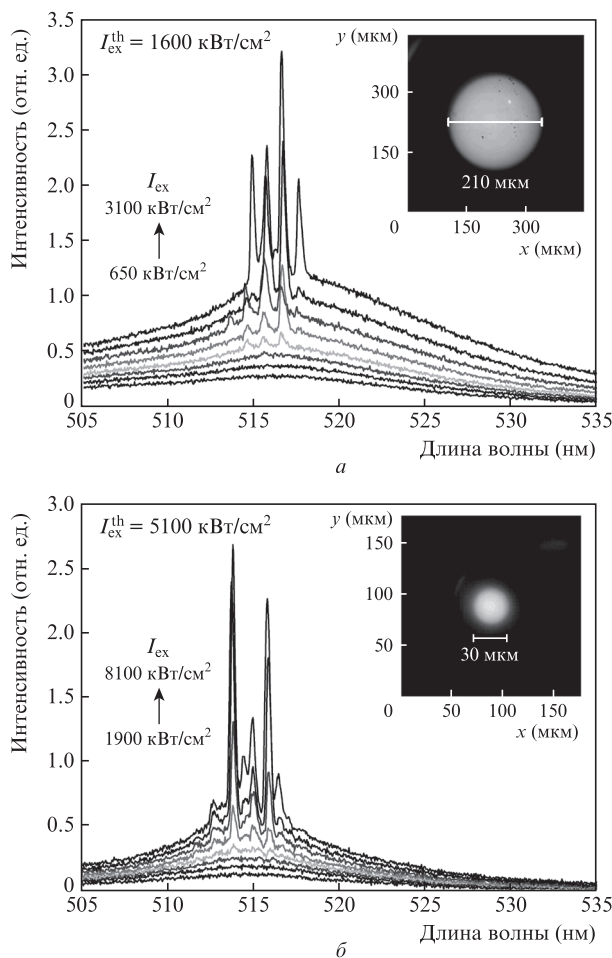 Интенсивность (отн. ед.)
3.5
3.0
2.5
2.0
1.5
1.0
0.5
0
I_ex^th = 1600 кВт/см²
I_ex
3100 кВт/см²
650 кВт/см²
y (мкм)
300
150
0
210 мкм
150 300
x (мкм)
505 510 515 520 525 530 535
Длина волны (нм)
а
Интенсивность (отн. ед.)
3.0
2.5
2.0
1.5
1.0
0.5
0
I_ex^th = 5100 кВт/см²
I_ex
8100 кВт/см²
1900 кВт/см²
y (мкм)
150
100
50
0
30 мкм
50 100 150
x (мкм)
505 510 515 520 525 530 535
Длина волны (нм)
б